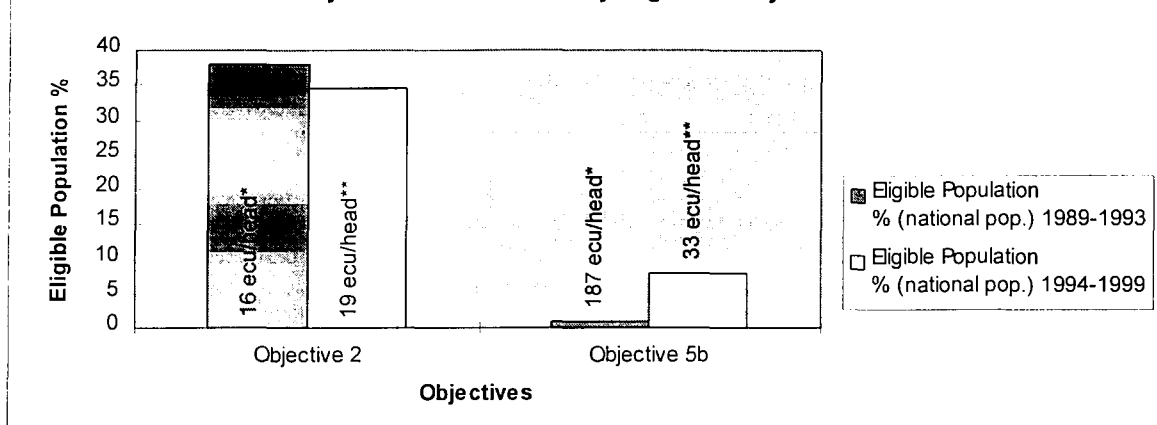 40
35
30
25
20
15
10
5
0
Eligible Population %
16 ecu/head*
19 ecu/head**
187 ecu/head*
33 ecu/head**
Objective 2
Objective 5b
Objectives
Eligible Population
% (national pop.) 1989-1993
Eligible Population
% (national pop.) 1994-1999